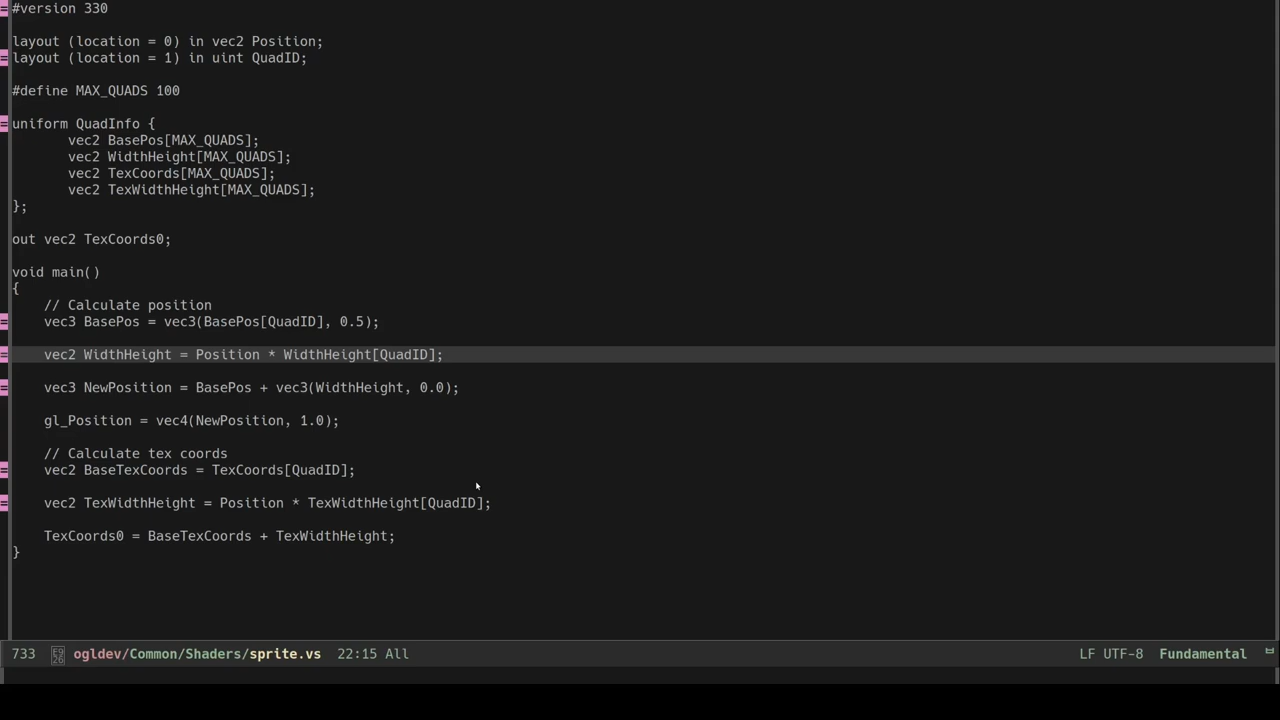 #version 330
layout (location = 0) in vec2 Position;
layout (location = 1) in uint QuadID;
#define MAX_QUADS 100
uniform QuadInfo {
vec2 BasePos[MAX_QUADS];
vec2 WidthHeight[MAX_QUADS];
vec2 TexCoords[MAX_QUADS];
vec2 TexWidthHeight[MAX_QUADS];
};
out vec2 TexCoords0;
void main()
{
// Calculate position
vec3 BasePos = vec3(BasePos[QuadID], 0.5);
vec2 WidthHeight = Position * WidthHeight[QuadID];
vec3 NewPosition = BasePos + vec3(WidthHeight, 0.0);
gl_Position = vec4(NewPosition, 1.0);
// Calculate tex coords
vec2 BaseTexCoords = TexCoords[QuadID];
vec2 TexWidthHeight = Position * TexWidthHeight[QuadID];
TexCoords0 = BaseTexCoords + TexWidthHeight;
}
733 ogldev/Common/Shaders/sprite.vs 22:15 All LF UTF-8 Fundamental